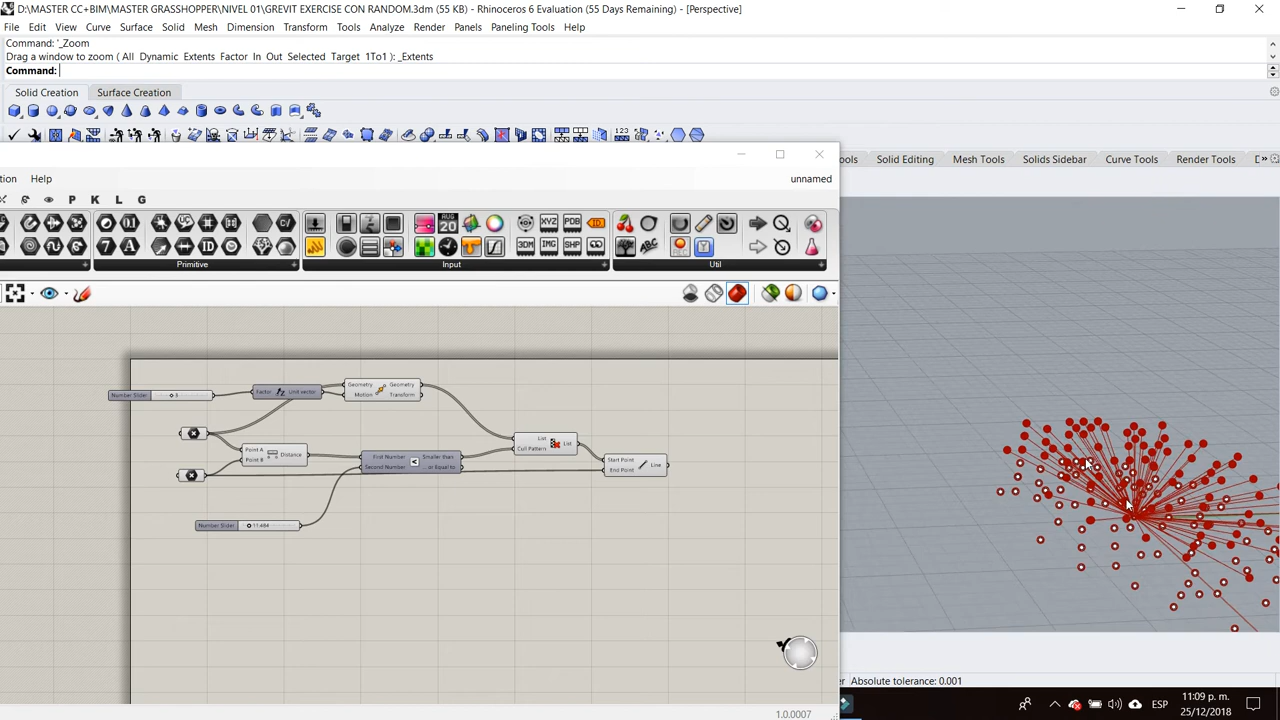 D:\MASTER CC+BIM\MASTER GRASSHOPPER\NIVEL 01\GREVIT EXERCISE CON RANDOM.3dm (55 KB) - Rhinoceros 6 Evaluation (55 Days Remaining) - [Perspective]
File Edit View Curve Surface Solid Mesh Dimension Transform Tools Analyze Render Panels Paneling Tools Help
Command: '_Zoom
Drag a window to zoom ( All Dynamic Extents Factor In Out Selected Target 1To1 ): _Extents
Command:
Solid Creation Surface Creation
ools Solid Editing Mesh Tools Solids Sidebar Curve Tools Render Tools D
tion Help unnamed
P K L G
Primitive Input Util
Number Slider 8
Factor Unit vector
Geometry Geometry
Motion Transform
Point A Distance
Point B
First Number Smaller than
Second Number … or Equal to
List List
Cull Pattern
Start Point Line
End Point
Number Slider 11.484
1.0.0007
er Absolute tolerance: 0.001
ESP
11:09 p. m.
25/12/2018